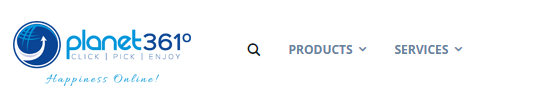 planet361°
PRODUCTS SERVICES
CLICK | PICK | ENJOY
Happiness Online!